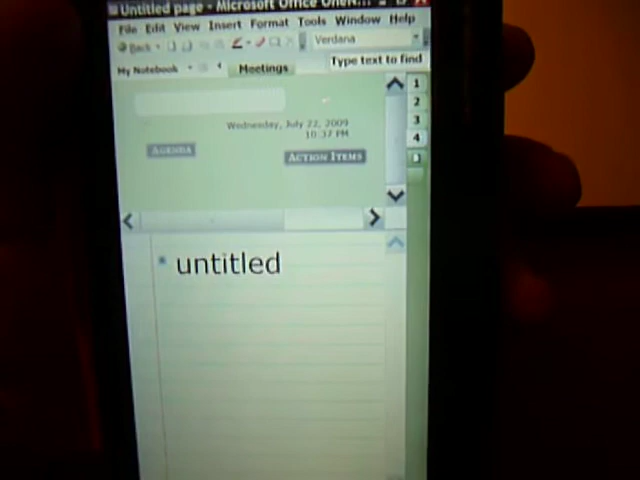 Untitled page - Microsoft Office OneN...
File Edit View Insert Format Tools Window Help
Back Verdana
My Notebook Meetings Type text to find
1
2
3
4
Wednesday, July 22, 2009
10:37 PM
AGENDA ACTION ITEMS
untitled